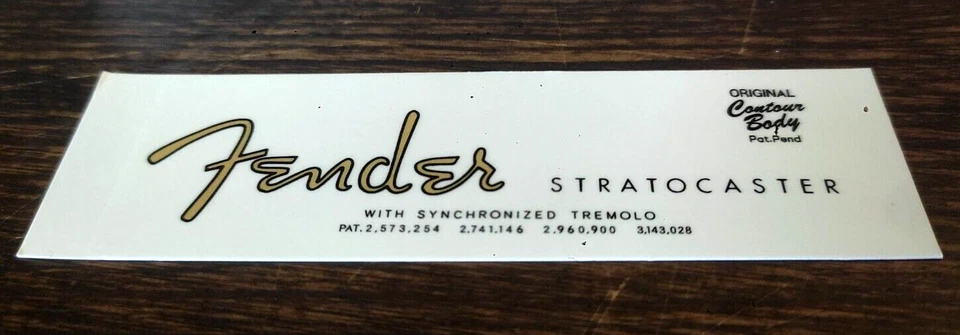 Fender STRATOCASTER
WITH SYNCHRONIZED TREMOLO
PAT. 2,573,254 2,741,146 2,960,900 3,143,028
ORIGINAL
Contour
Body
Pat.Pend